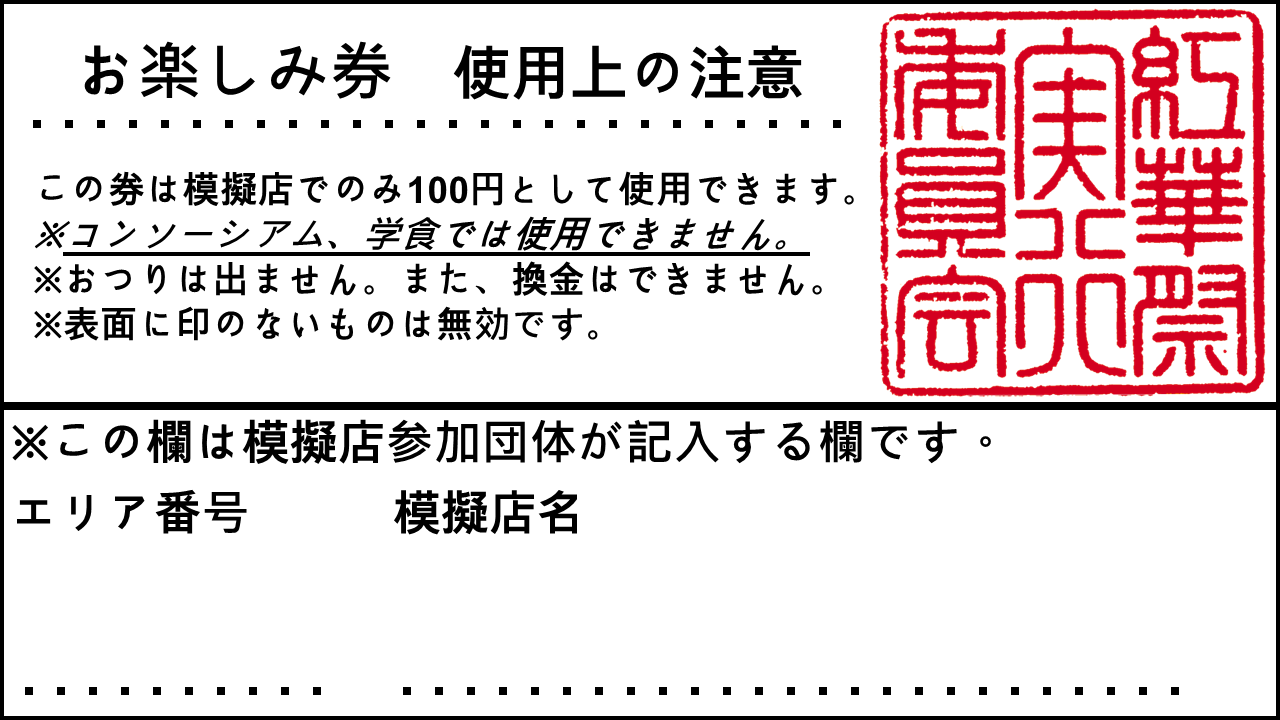 お楽しみ券　使用上の注意
この券は模擬店でのみ100円として使用できます。
※コンソーシアム、学食では使用できません。
※おつりは出ません。また、換金はできません。
※表面に印のないものは無効です。
紅華祭
実行
委員会
※この欄は模擬店参加団体が記入する欄です。
エリア番号　模擬店名